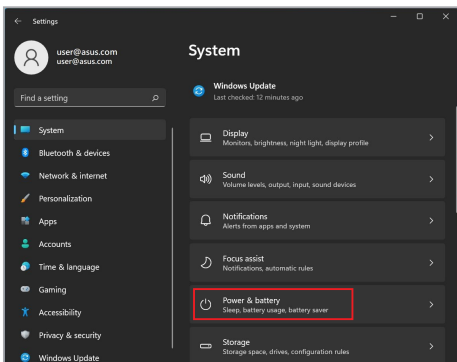 Settings
user@asus.com
user@asus.com
Find a setting
System
Bluetooth & devices
Network & internet
Personalization
Apps
Accounts
Time & language
Gaming
Accessibility
Privacy & security
Windows Update
System
Windows Update
Last checked: 12 minutes ago
Display
Monitors, brightness, night light, display profile
Sound
Volume levels, output, input, sound devices
Notifications
Alerts from apps and system
Focus assist
Notifications, automatic rules
Power & battery
Sleep, battery usage, battery saver
Storage
Storage space, drives, configuration rules